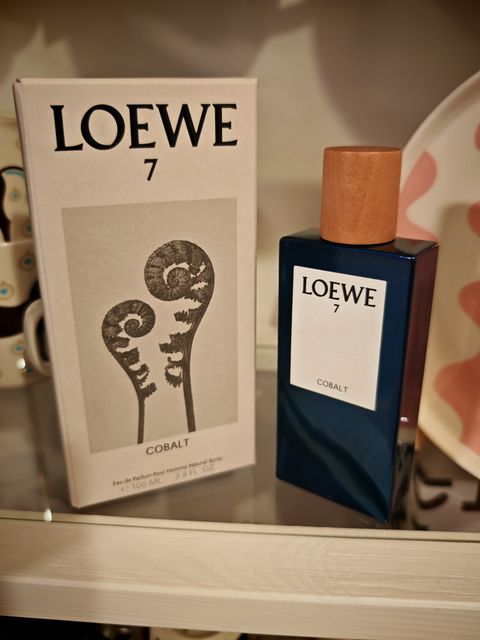 LOEWE
7
COBALT
Eau de Parfum Pour Homme Natural Spray
℮ 100 ML 3.4 FL. OZ
LOEWE
7
COBALT